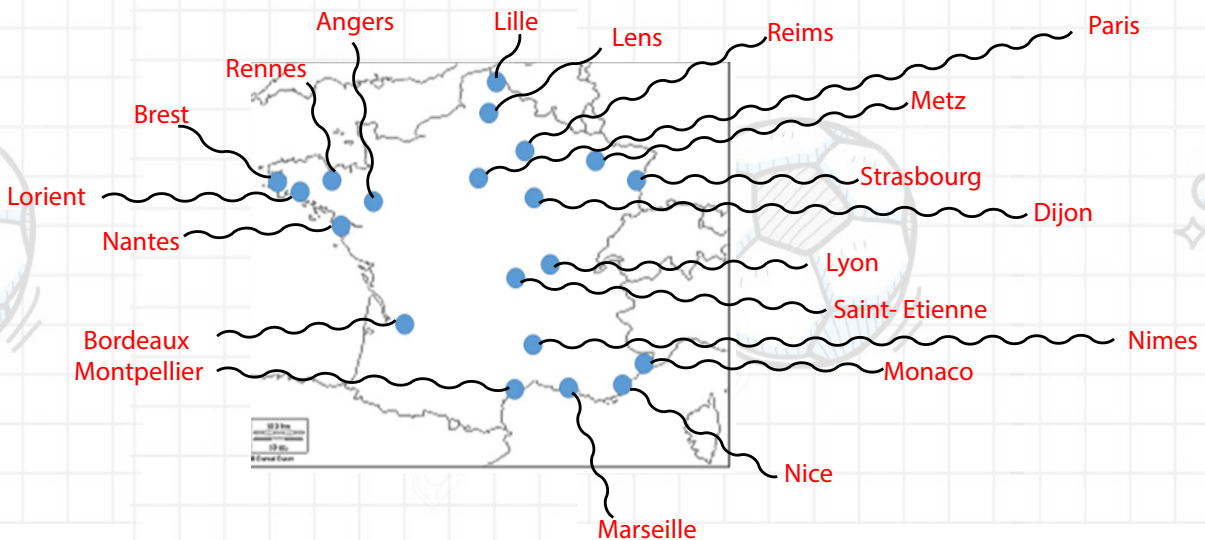 Angers
Lille
Lens
Reims
Paris
Rennes
Metz
Brest
Strasbourg
Lorient
Dijon
Nantes
Lyon
Saint- Etienne
Bordeaux
Nimes
Montpellier
Monaco
Nice
Marseille